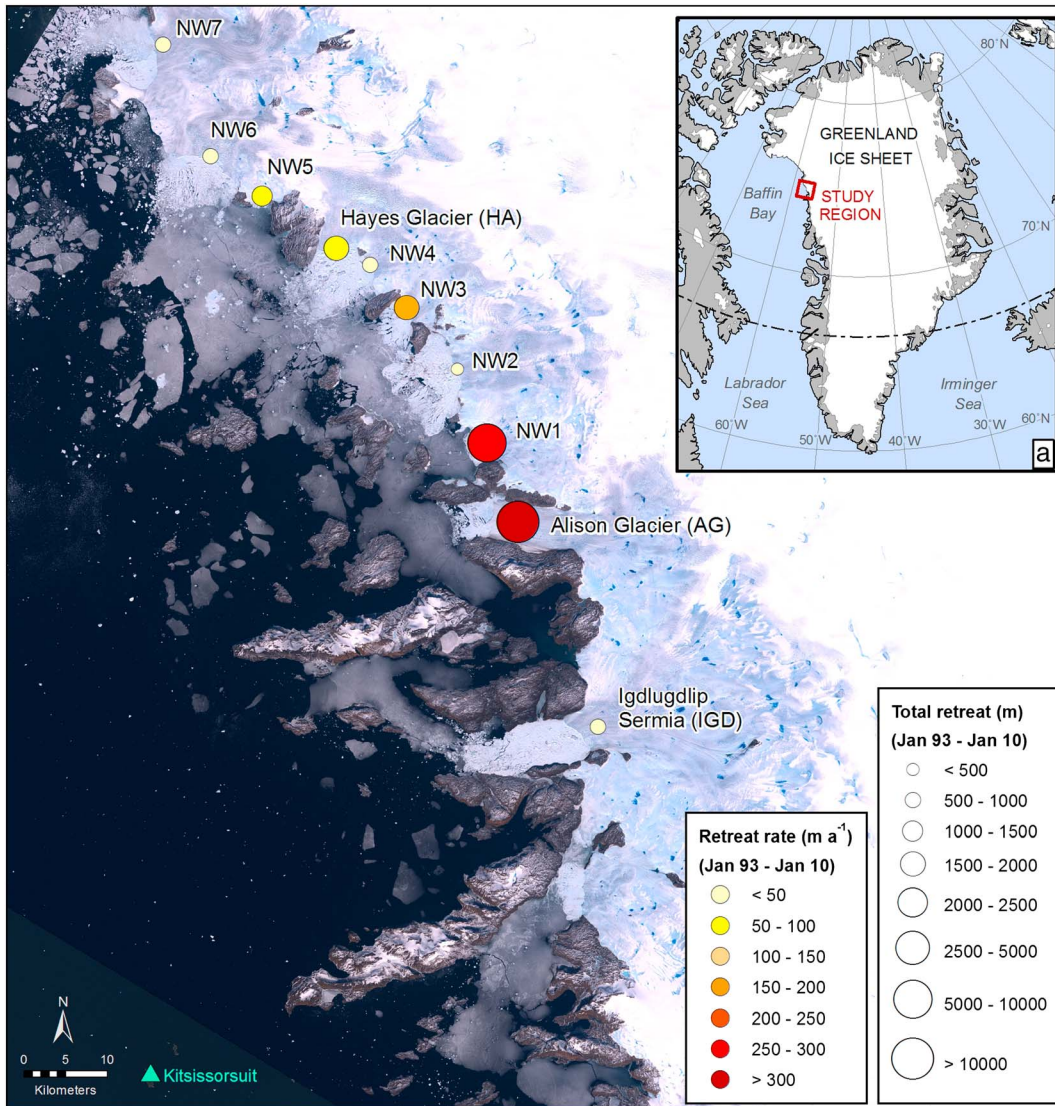 NW7
NW6
NW5
Hayes Glacier (HA)
NW4
NW3
NW2
NW1
Alison Glacier (AG)
Igdlugdlip
Sermia (IGD)
N
0 5 10
Kilometers
Kitsissorsuit
80°N
GREENLAND
ICE SHEET
Baffin
Bay
STUDY
REGION
70°N
Labrador
Sea
Irminger
Sea
60°W
50°W
40°W
30°W
60°N
a
Retreat rate (m a⁻¹)
(Jan 93 - Jan 10)
< 50
50 - 100
100 - 150
150 - 200
200 - 250
250 - 300
> 300
Total retreat (m)
(Jan 93 - Jan 10)
< 500
500 - 1000
1000 - 1500
1500 - 2000
2000 - 2500
2500 - 5000
5000 - 10000
> 10000